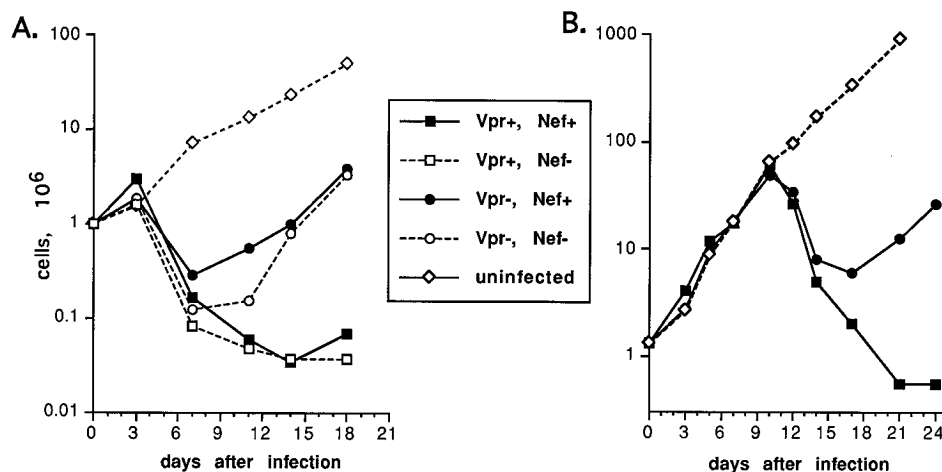 A.
100
10
1
0.1
0.01
cells, 10^6
0 3 6 9 12 15 18 21
days after infection
Vpr+, Nef+
Vpr+, Nef-
Vpr-, Nef+
Vpr-, Nef-
uninfected
B.
1000
100
10
1
0 3 6 9 12 15 18 21 24
days after infection